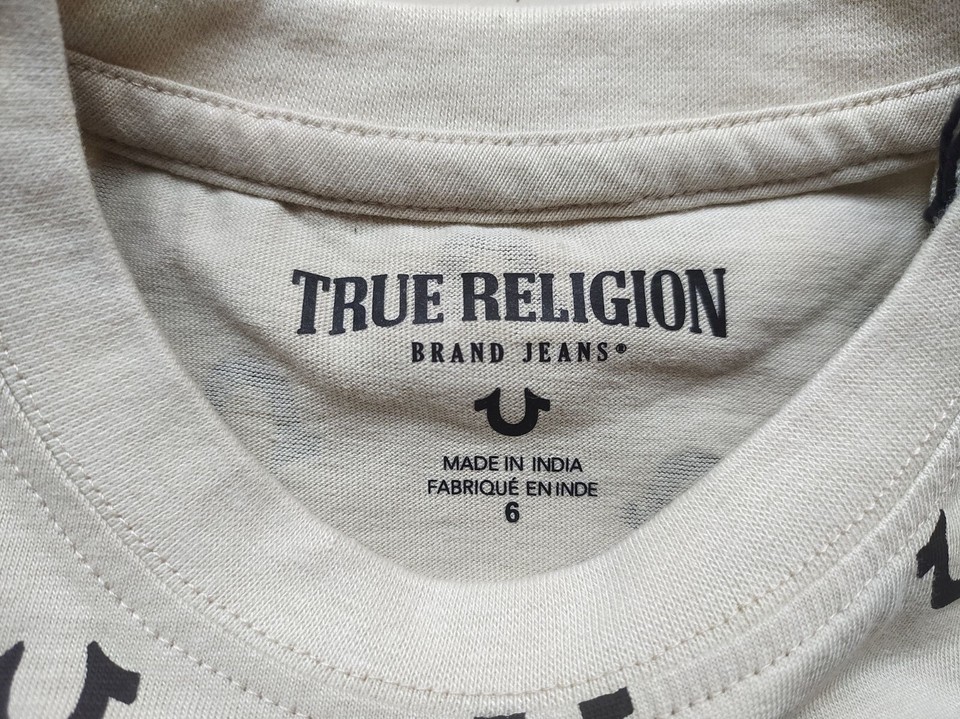 TRUE RELIGION
BRAND JEANS®
MADE IN INDIA
FABRIQUÉ EN INDE
6